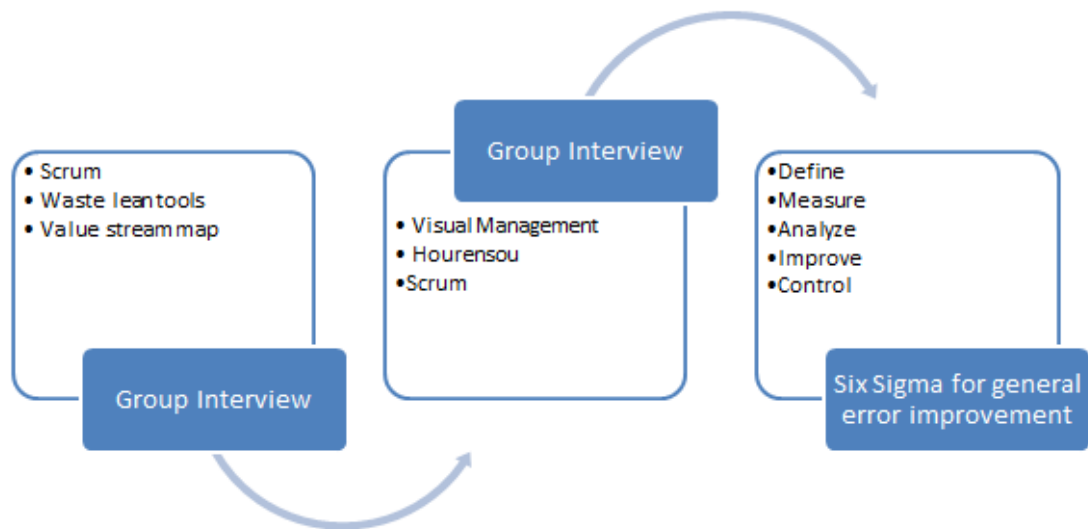 • Scrum
• Waste lean tools
• Value stream map
Group Interview
Group Interview
• Visual Management
• Hourensou
•Scrum
•Define
•Measure
•Analyze
•Improve
•Control
Six Sigma for general
error improvement